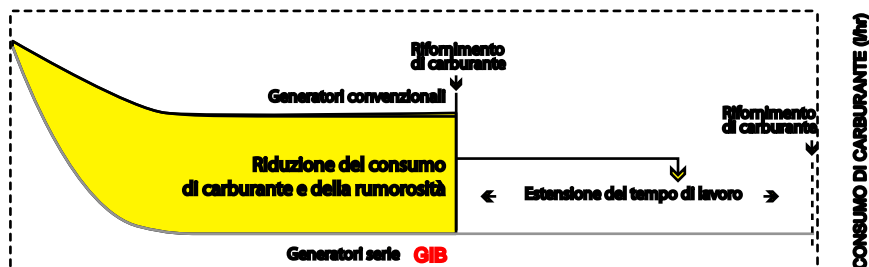 Rifornimento
di carburante
Generatori convenzionali
Rifornimento
di carburante
Riduzione del consumo
di carburante e della rumorosità
Estensione del tempo di lavoro
Generatori serie GIB
CONSUMO DI CARBURANTE (l/hr)